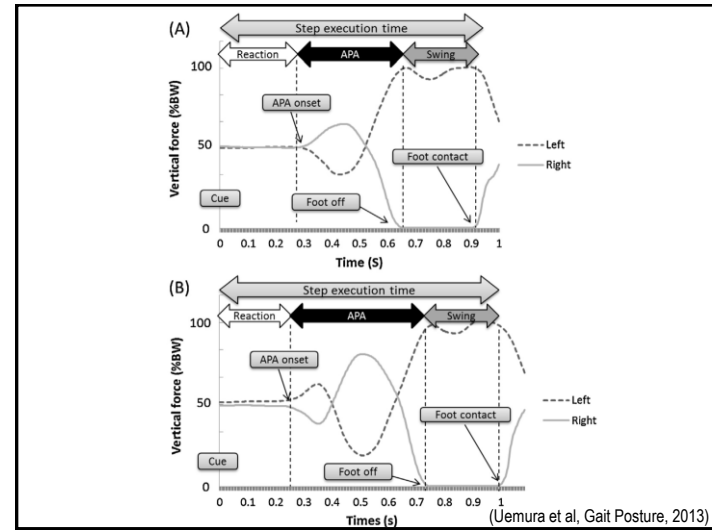 (A)
Step execution time
Reaction
APA
Swing
100
APA onset
50
Left
Right
Foot contact
Cue
Foot off
0
Vertical force (%BW)
0 0.1 0.2 0.3 0.4 0.5 0.6 0.7 0.8 0.9 1
Time (S)
(B)
Step execution time
Reaction
APA
Swing
100
APA onset
50
Left
Right
Foot contact
Cue
Foot off
0
Vertical force (%BW)
0 0.1 0.2 0.3 0.4 0.5 0.6 0.7 0.8 0.9 1
Times (s)
(Uemura et al, Gait Posture, 2013)